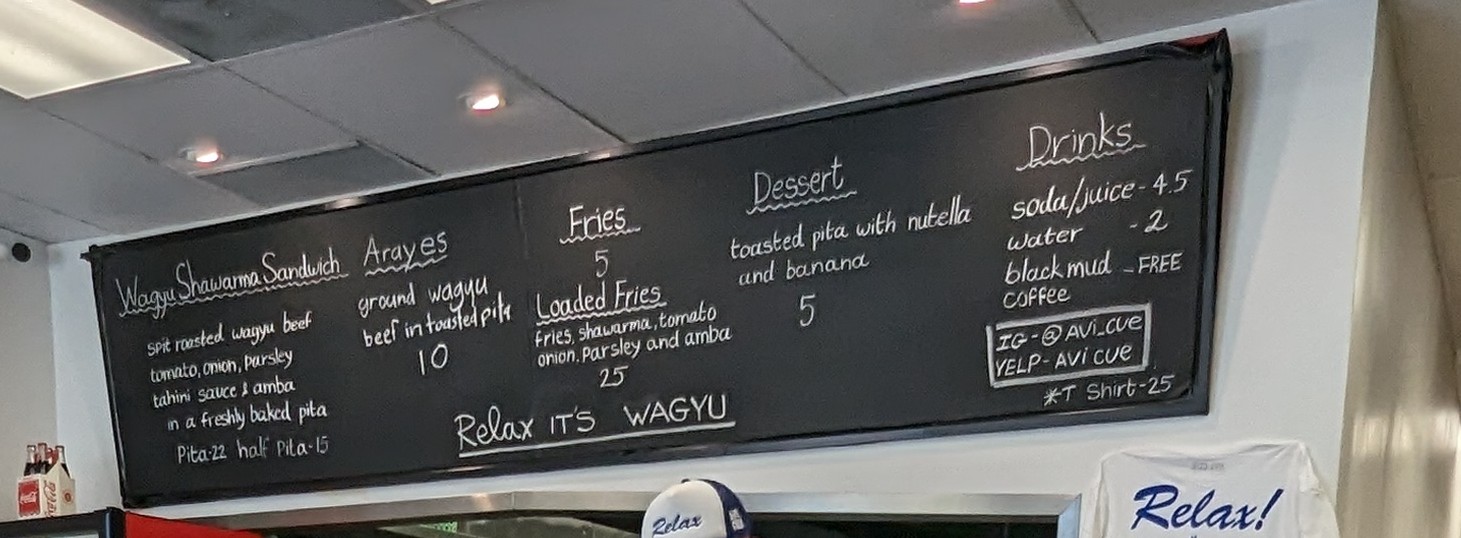 Wagyu Shawarma Sandwich
spit roasted wagyu beef
tomato, onion, parsley
tahini sauce & amba
in a freshly baked pita
Pita-22 half Pita-15
Arayes
ground wagyu
beef in toasted pita
10
Fries
5
Loaded Fries
fries, shawarma, tomato
onion, parsley and amba
25
Relax IT'S WAGYU
Dessert
toasted pita with nutella
and banana
5
Drinks
soda/juice - 4.5
water - 2
black mud - FREE
coffee
IG-@AVi_cue
YELP-AVi cue
*T Shirt-25
Relax
Relax!
Coca-Cola